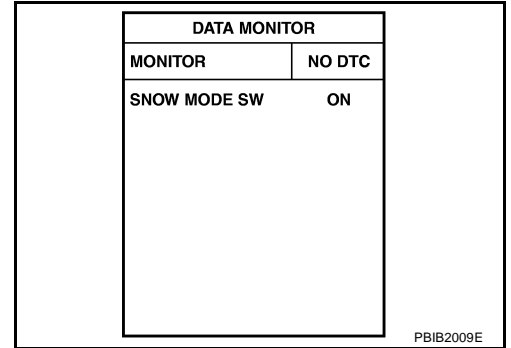 DATA MONITOR
MONITOR NO DTC
SNOW MODE SW ON
PBIB2009E